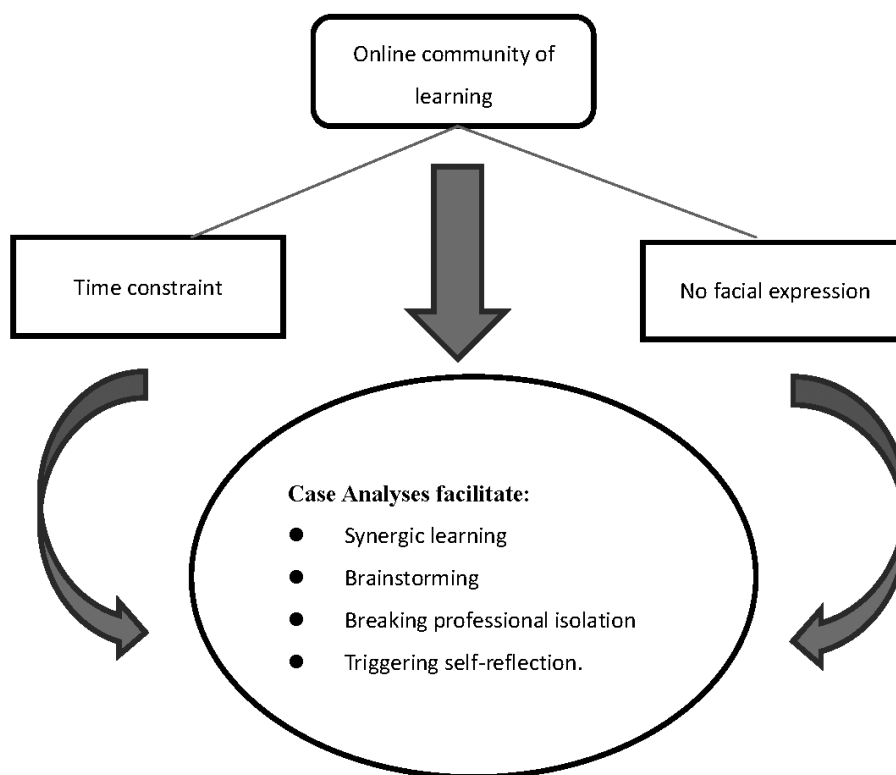 Online community of
learning
Time constraint
No facial expression
Case Analyses facilitate:
● Synergic learning
● Brainstorming
● Breaking professional isolation
● Triggering self-reflection.